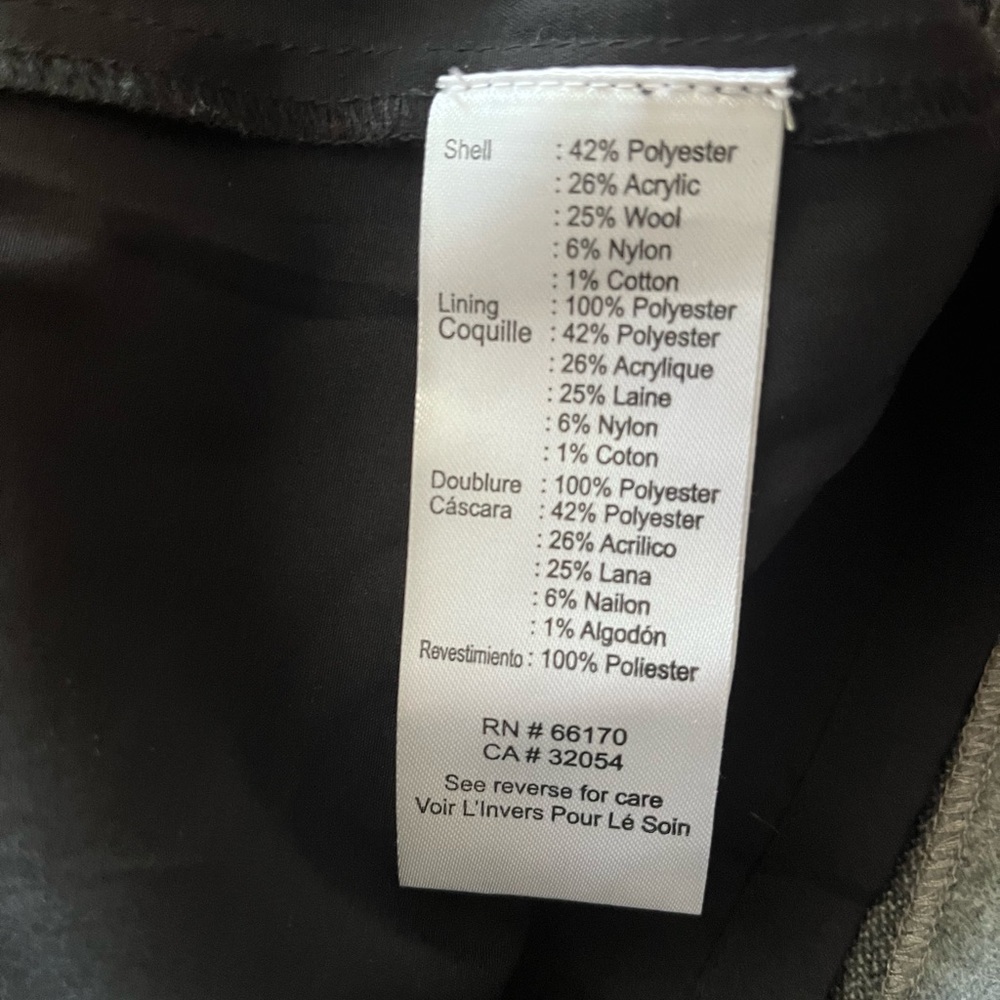 Shell : 42% Polyester
: 26% Acrylic
: 25% Wool
: 6% Nylon
: 1% Cotton
Lining : 100% Polyester
Coquille : 42% Polyester
: 26% Acrylique
: 25% Laine
: 6% Nylon
: 1% Coton
Doublure : 100% Polyester
Cáscara : 42% Polyester
: 26% Acrilico
: 25% Lana
: 6% Nailon
: 1% Algodón
Revestimiento : 100% Poliester
RN # 66170
CA # 32054
See reverse for care
Voir L'Invers Pour Lé Soin